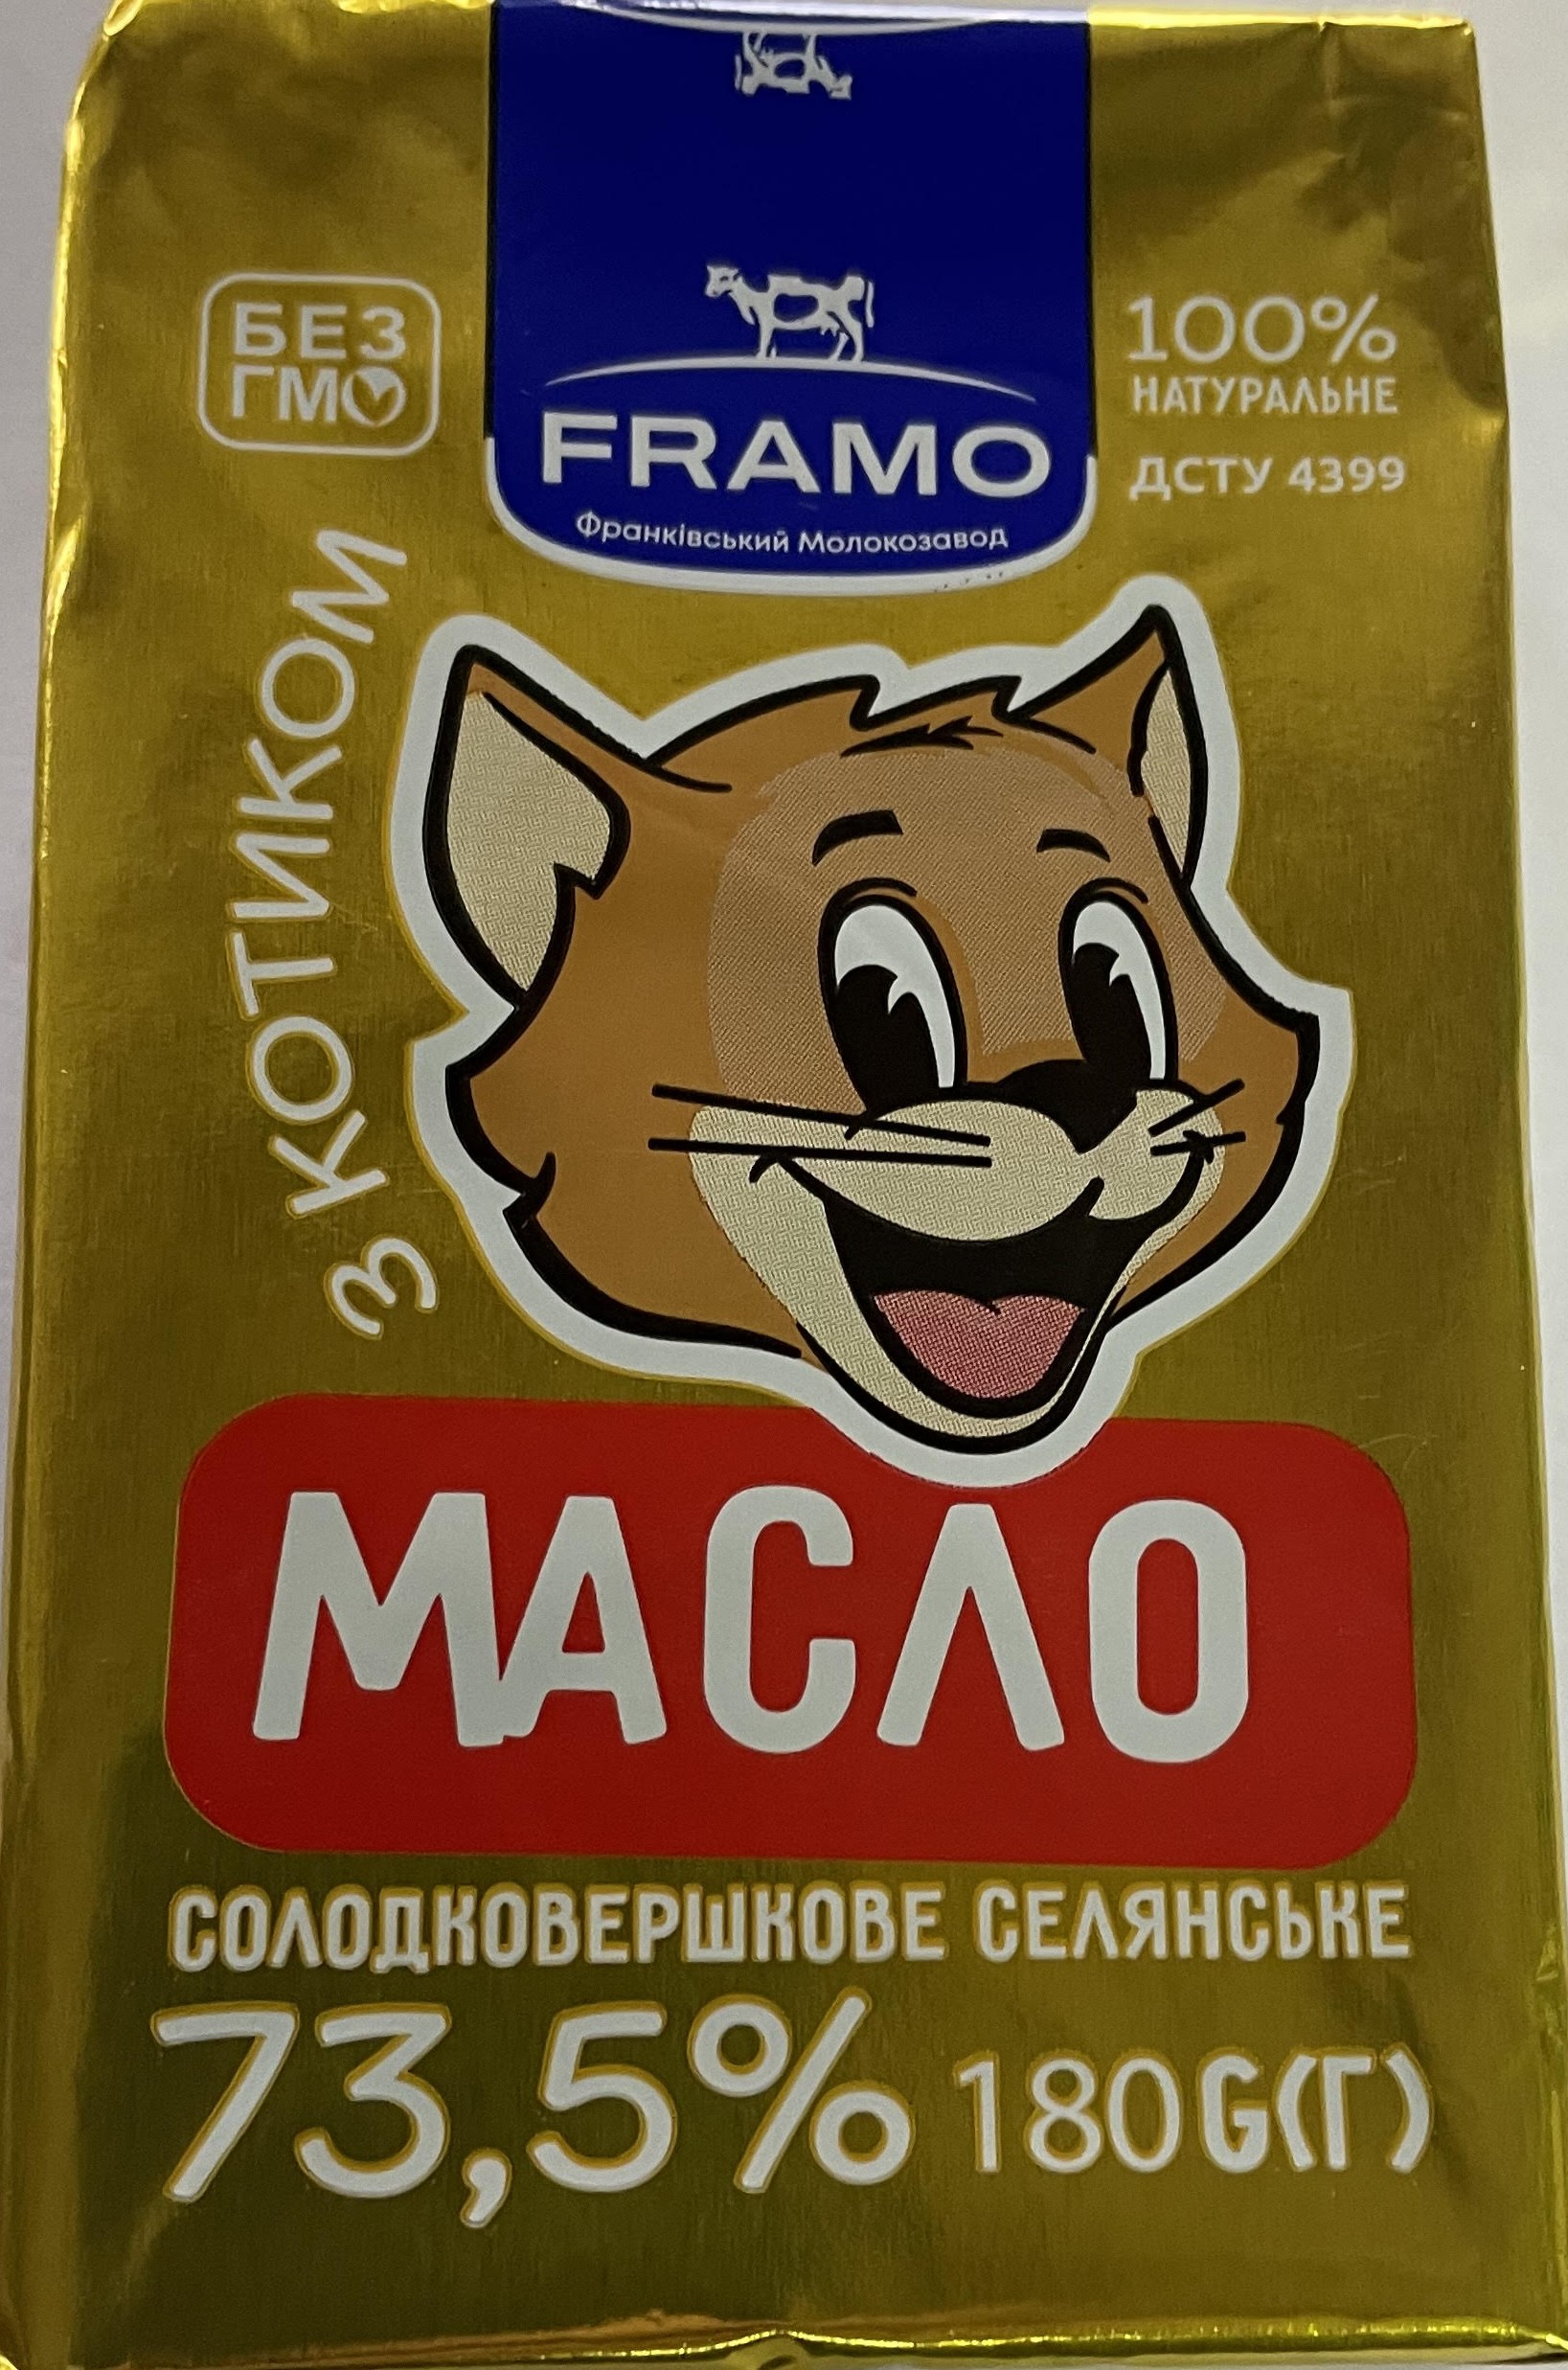 БЕЗ
ГМО
FRAMO
Франківський Молокозавод
100%
НАТУРАЛЬНЕ
ДСТУ 4399
З КОТИКОМ
МАСЛО
СОЛОДКОВЕРШКОВЕ СЕЛЯНСЬКЕ
73,5% 180G(Г)